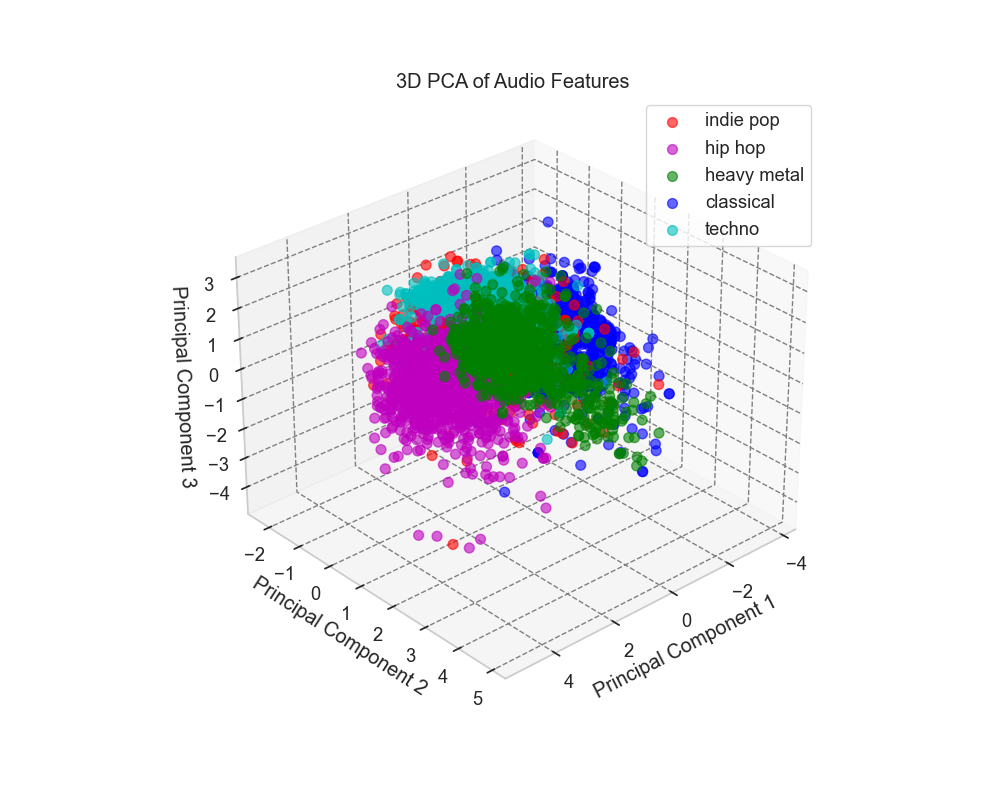 3D PCA of Audio Features
indie pop
hip hop
heavy metal
classical
techno
3
2
1
0
−1
−2
−3
−4
Principal Component 3
−2
−1
0
1
2
3
4
5
Principal Component 2
4
2
0
−2
−4
Principal Component 1